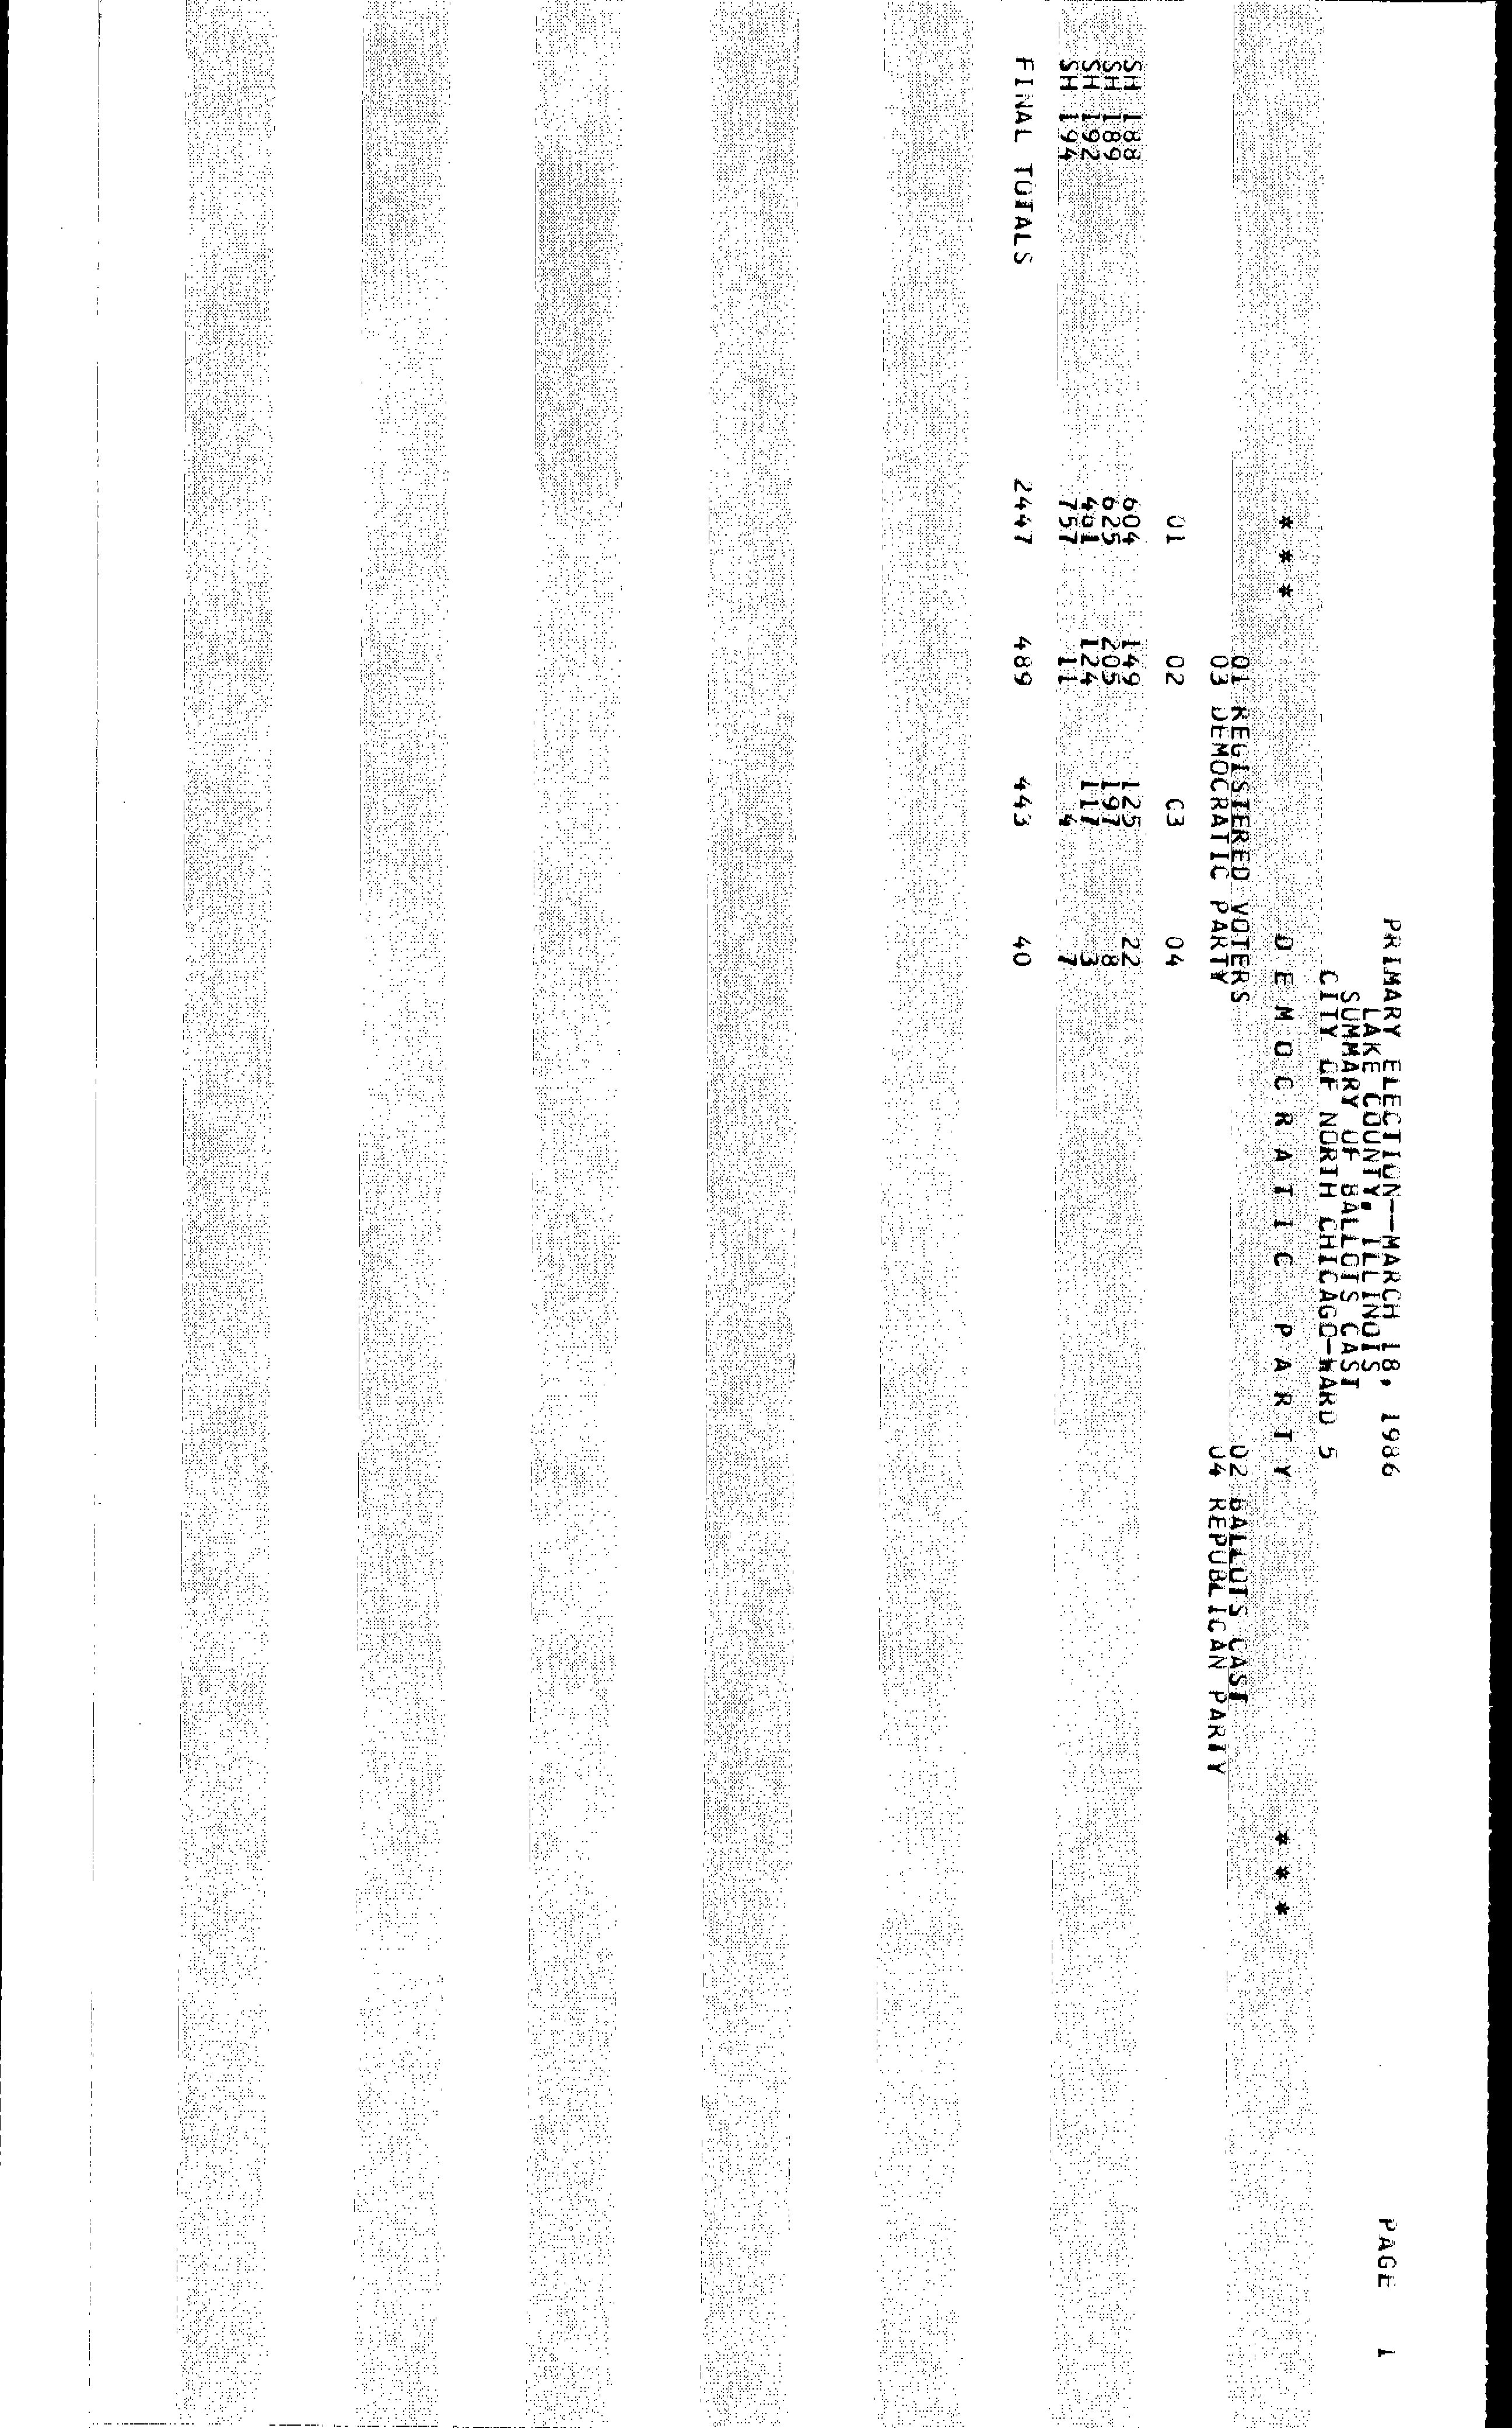 PRIMARY ELECTION--MARCH 18, 1986 PAGE 1
LAKE COUNTY, ILLINOIS
SUMMARY OF BALLOTS CAST
CITY OF NORTH CHICAGO-WARD 5
* * * D E M O C R A T I C P A R T Y * * *
01 REGISTERED VOTERS 02 BALLOTS CAST
03 DEMOCRATIC PARTY 04 REPUBLICAN PARTY
01 02 03 04
SH 188 604 149 125 22
SH 189 625 205 197 8
SH 192 461 124 117 3
SH 194 757 11 4 7
FINAL TOTALS 2447 489 443 40